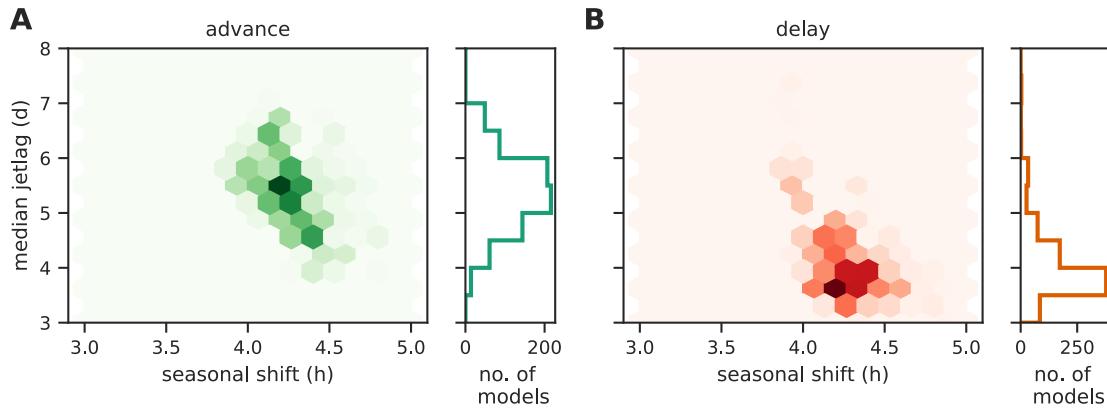 A
advance
B
delay
8
7
6
5
4
3
median jetlag (d)
3.0 3.5 4.0 4.5 5.0
seasonal shift (h)
0 200
no. of
models
3.0 3.5 4.0 4.5 5.0
seasonal shift (h)
0 250
no. of
models